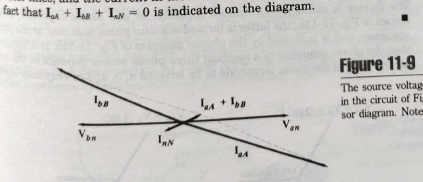 fact that I_aA + I_bB + I_nN = 0 is indicated on the diagram.
Figure 11-9
The source voltag
in the circuit of Fi
sor diagram. Note
I_bB
I_aA + I_bB
V_bn
I_nN
V_an
I_aA